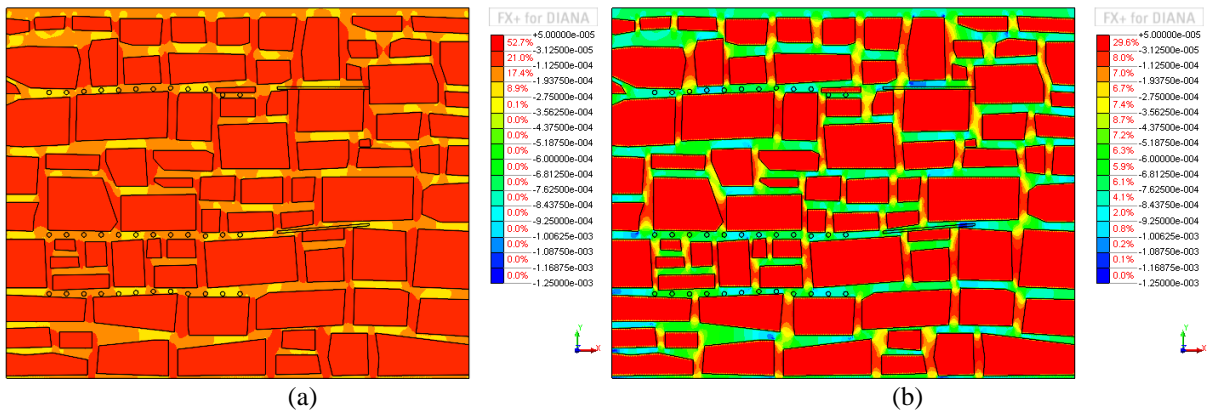 FX+ for DIANA
52.7%
21.0%
17.4%
8.9%
0.1%
0.0%
0.0%
0.0%
0.0%
0.0%
0.0%
0.0%
0.0%
0.0%
0.0%
0.0%
+5.00000e-005
-3.12500e-005
-1.12500e-004
-1.93750e-004
-2.75000e-004
-3.56250e-004
-4.37500e-004
-5.18750e-004
-6.00000e-004
-6.81250e-004
-7.62500e-004
-8.43750e-004
-9.25000e-004
-1.00625e-003
-1.08750e-003
-1.16875e-003
-1.25000e-003
Y
X
(a)
FX+ for DIANA
29.6%
8.0%
7.0%
6.7%
7.4%
8.7%
7.2%
6.3%
5.9%
6.1%
4.1%
2.0%
0.8%
0.2%
0.1%
0.0%
+5.00000e-005
-3.12500e-005
-1.12500e-004
-1.93750e-004
-2.75000e-004
-3.56250e-004
-4.37500e-004
-5.18750e-004
-6.00000e-004
-6.81250e-004
-7.62500e-004
-8.43750e-004
-9.25000e-004
-1.00625e-003
-1.08750e-003
-1.16875e-003
-1.25000e-003
Y
X
(b)